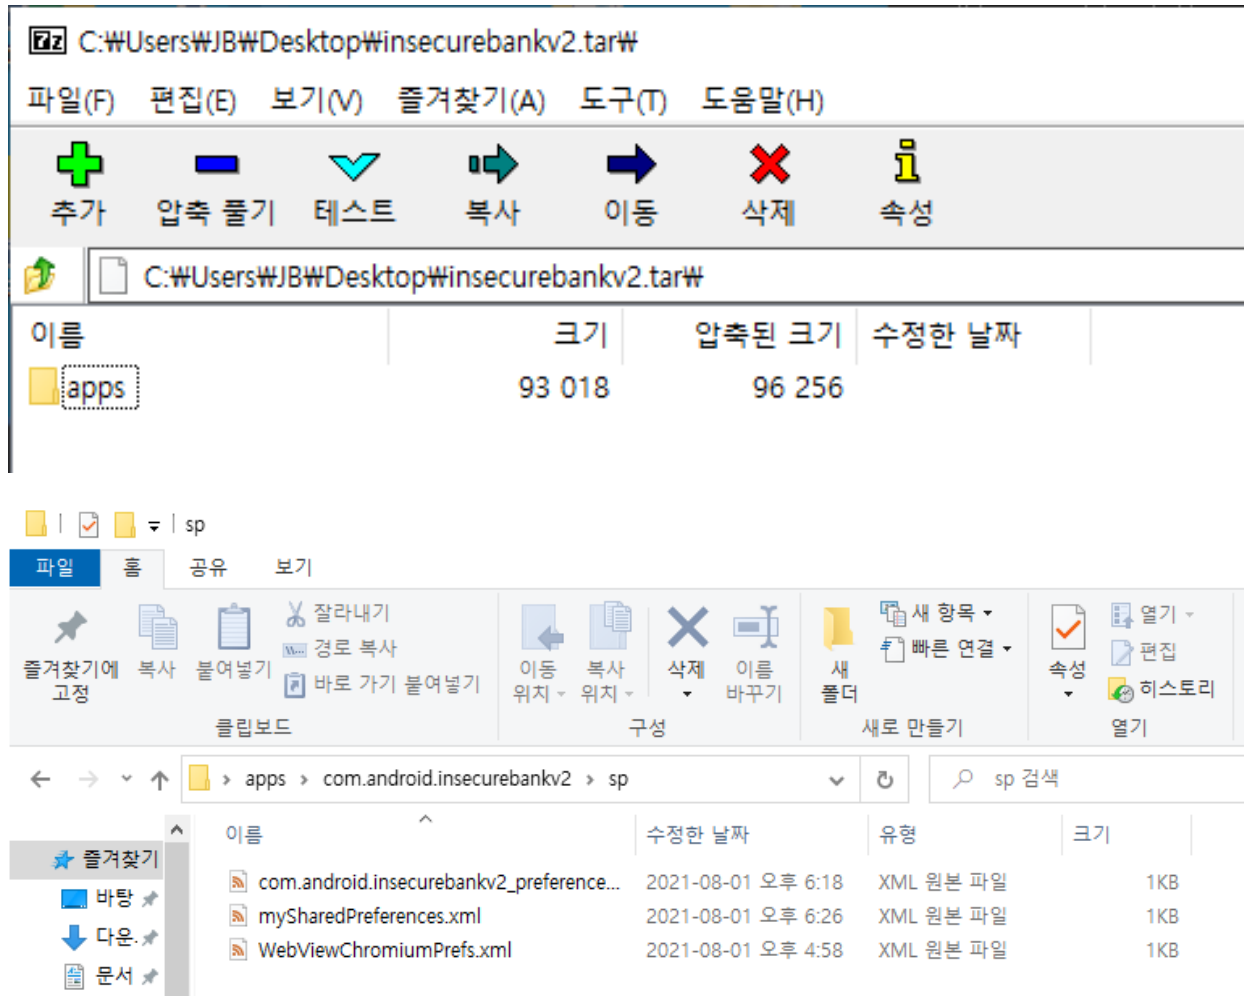 C:₩Users₩JB₩Desktop₩insecurebankv2.tar₩
파일(F) 편집(E) 보기(V) 즐겨찾기(A) 도구(T) 도움말(H)
추가 압축 풀기 테스트 복사 이동 삭제 속성
C:₩Users₩JB₩Desktop₩insecurebankv2.tar₩
이름 크기 압축된 크기 수정한 날짜
apps 93 018 96 256
sp
파일 홈 공유 보기
즐겨찾기에 고정
복사
붙여넣기
잘라내기
경로 복사
바로 가기 붙여넣기
클립보드
이동 위치
복사 위치
삭제
이름 바꾸기
구성
새 폴더
새 항목
빠른 연결
새로 만들기
속성
열기
편집
히스토리
열기
apps › com.android.insecurebankv2 › sp
sp 검색
이름 수정한 날짜 유형 크기
즐겨찾기
바탕
다운.
문서
com.android.insecurebankv2_preference... 2021-08-01 오후 6:18 XML 원본 파일 1KB
mySharedPreferences.xml 2021-08-01 오후 6:26 XML 원본 파일 1KB
WebViewChromiumPrefs.xml 2021-08-01 오후 4:58 XML 원본 파일 1KB